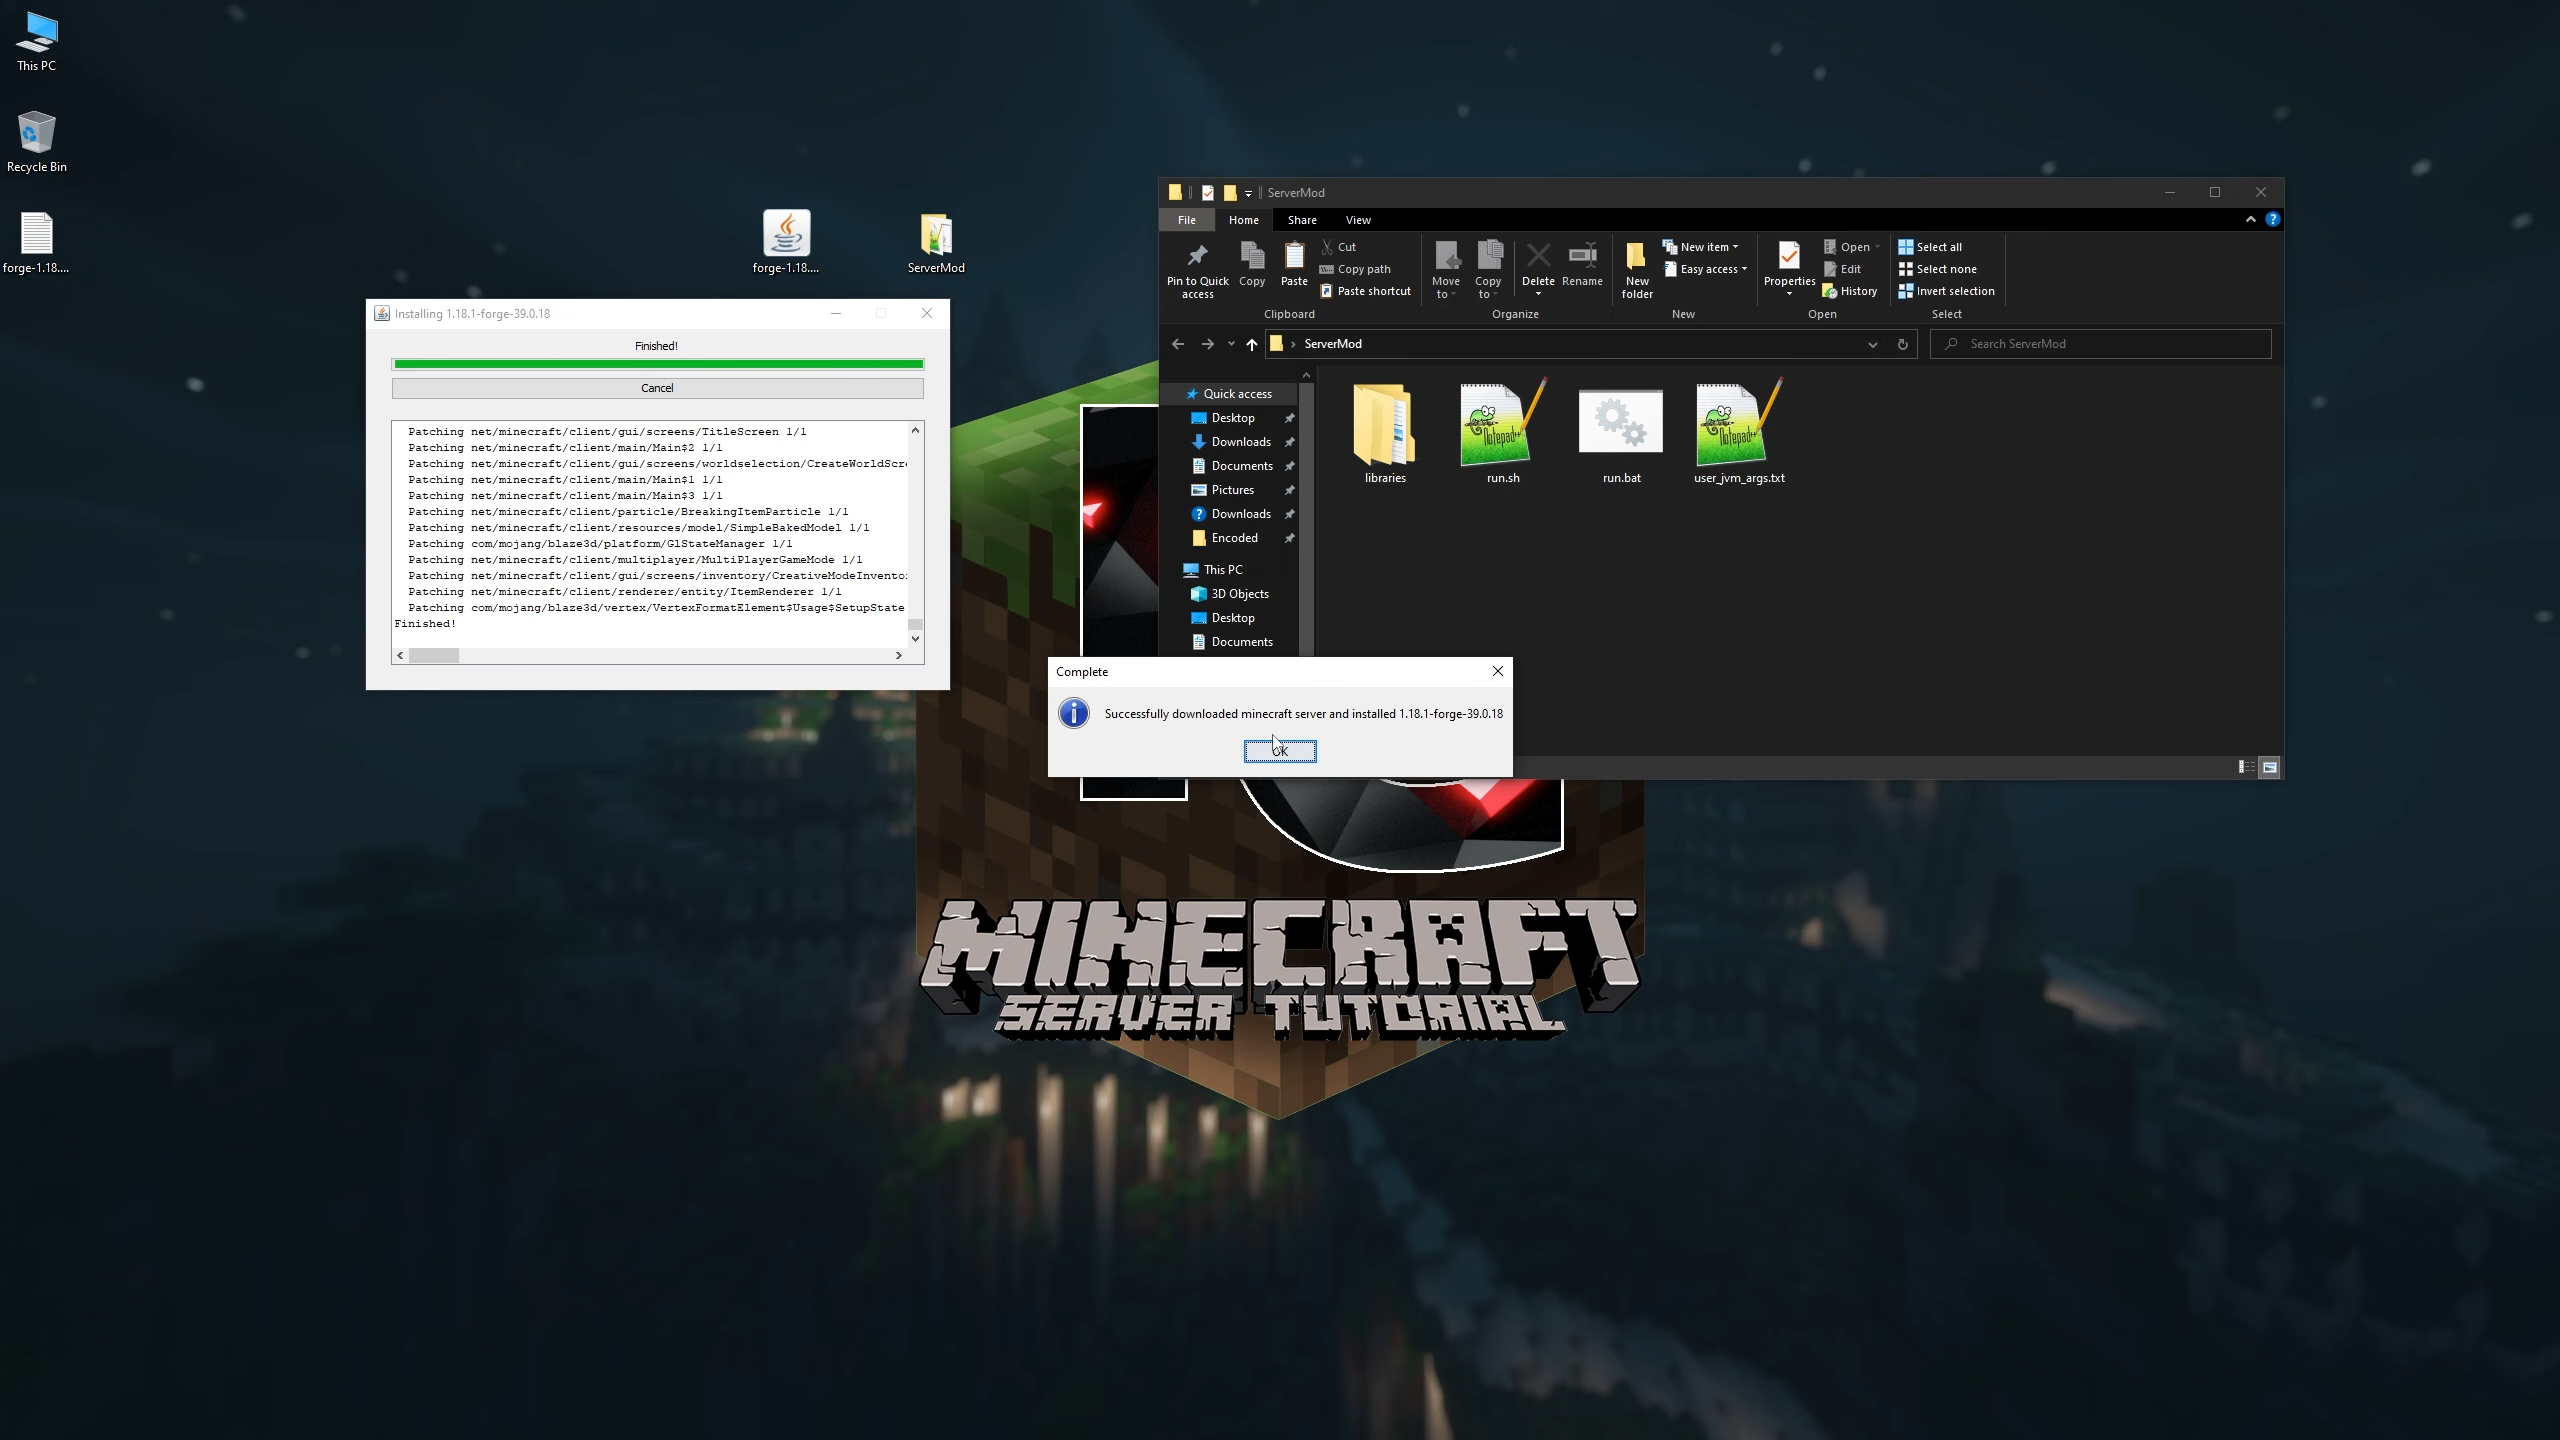 This PC
Recycle Bin
forge-1.18....
forge-1.18....
ServerMod
Installing 1.18.1-forge-39.0.18
Finished!
Cancel
Patching net/minecraft/client/gui/screens/TitleScreen 1/1
Patching net/minecraft/client/main/Main$2 1/1
Patching net/minecraft/client/gui/screens/worldselection/CreateWorldScre
Patching net/minecraft/client/main/Main$1 1/1
Patching net/minecraft/client/main/Main$3 1/1
Patching net/minecraft/client/particle/BreakingItemParticle 1/1
Patching net/minecraft/client/resources/model/SimpleBakedModel 1/1
Patching com/mojang/blaze3d/platform/GlStateManager 1/1
Patching net/minecraft/client/multiplayer/MultiPlayerGameMode 1/1
Patching net/minecraft/client/gui/screens/inventory/CreativeModeInvento
Patching net/minecraft/client/renderer/entity/ItemRenderer 1/1
Patching com/mojang/blaze3d/vertex/VertexFormatElement$Usage$SetupState
Finished!
ServerMod
File Home Share View
Pin to Quick access
Copy
Paste
Cut
Copy path
Paste shortcut
Clipboard
Move to
Copy to
Delete
Rename
Organize
New folder
New item
Easy access
New
Properties
Open
Edit
History
Open
Select all
Select none
Invert selection
Select
ServerMod
Search ServerMod
Quick access
Desktop
Downloads
Documents
Pictures
Downloads
Encoded
This PC
3D Objects
Desktop
Documents
Notepad++
Notepad++
libraries
run.sh
run.bat
user_jvm_args.txt
Complete
Successfully downloaded minecraft server and installed 1.18.1-forge-39.0.18
OK
MINECRAFT
SERVER TUTORIAL